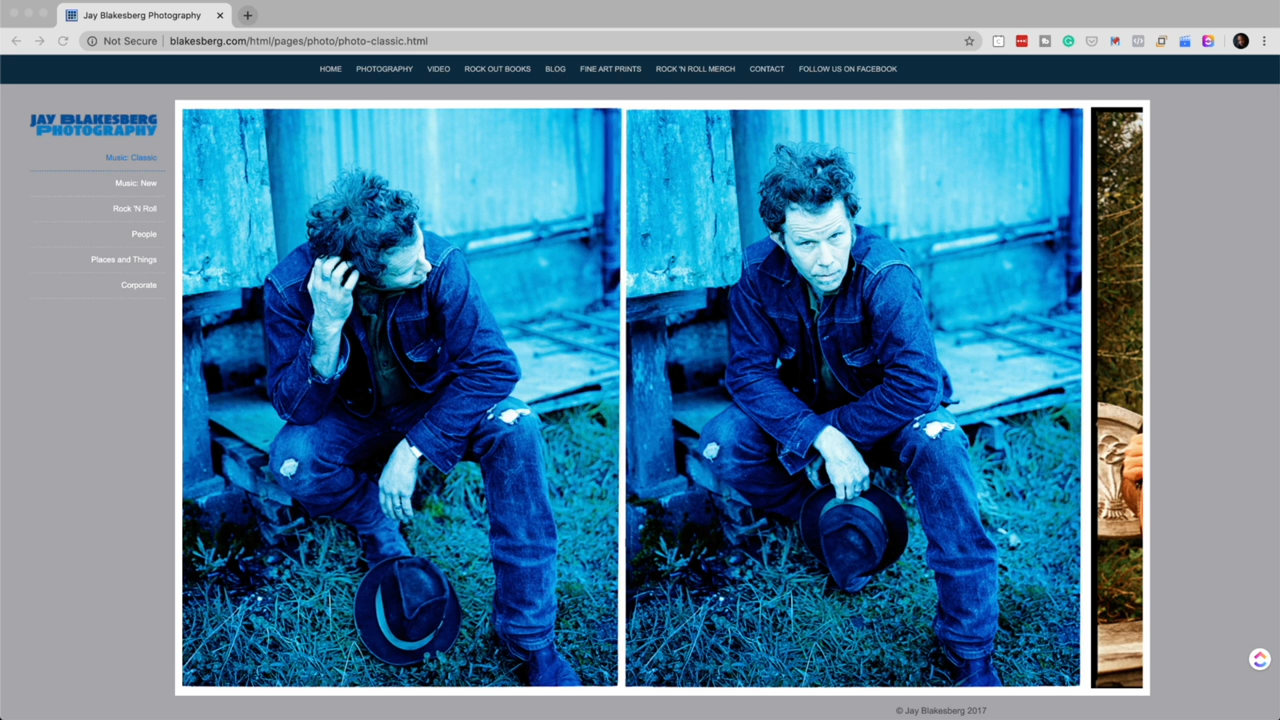 Jay Blakesberg Photography
Not Secure | blakesberg.com/html/pages/photo/photo-classic.html
HOME PHOTOGRAPHY VIDEO ROCK OUT BOOKS BLOG FINE ART PRINTS ROCK 'N ROLL MERCH CONTACT FOLLOW US ON FACEBOOK
JAY BLAKESBERG
PHOTOGRAPHY
Music: Classic
Music: New
Rock 'N Roll
People
Places and Things
Corporate
© Jay Blakesberg 2017